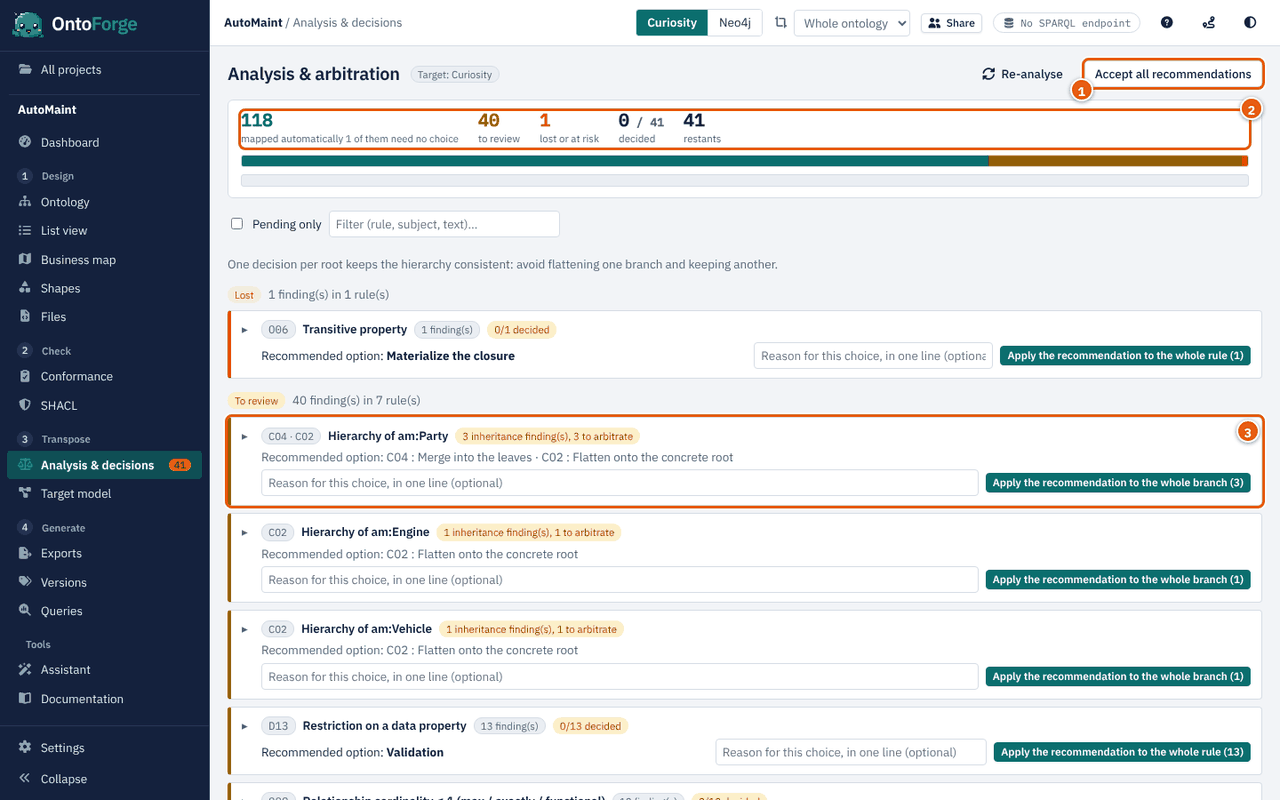 OntoForge
AutoMaint / Analysis & decisions
Curiosity
Neo4j
Whole ontology
Share
No SPARQL endpoint
All projects
AutoMaint
Dashboard
1 Design
Ontology
List view
Business map
Shapes
Files
2 Check
Conformance
SHACL
3 Transpose
Analysis & decisions 41
Target model
4 Generate
Exports
Versions
Queries
Tools
Assistant
Documentation
Settings
Collapse
Analysis & arbitration
Target: Curiosity
Re-analyse
Accept all recommendations
1
2
118
mapped automatically 1 of them need no choice
40
to review
1
lost or at risk
0 / 41
decided
41
restants
Pending only
Filter (rule, subject, text)...
One decision per root keeps the hierarchy consistent: avoid flattening one branch and keeping another.
Lost 1 finding(s) in 1 rule(s)
O06 Transitive property 1 finding(s) 0/1 decided
Recommended option: Materialize the closure
Reason for this choice, in one line (optiona
Apply the recommendation to the whole rule (1)
To review 40 finding(s) in 7 rule(s)
3
C04 · C02 Hierarchy of am:Party 3 inheritance finding(s), 3 to arbitrate
Recommended option: C04 : Merge into the leaves · C02 : Flatten onto the concrete root
Reason for this choice, in one line (optional)
Apply the recommendation to the whole branch (3)
C02 Hierarchy of am:Engine 1 inheritance finding(s), 1 to arbitrate
Recommended option: C02 : Flatten onto the concrete root
Reason for this choice, in one line (optional)
Apply the recommendation to the whole branch (1)
C02 Hierarchy of am:Vehicle 1 inheritance finding(s), 1 to arbitrate
Recommended option: C02 : Flatten onto the concrete root
Reason for this choice, in one line (optional)
Apply the recommendation to the whole branch (1)
D13 Restriction on a data property 13 finding(s) 0/13 decided
Recommended option: Validation
Reason for this choice, in one line (optional)
Apply the recommendation to the whole rule (13)